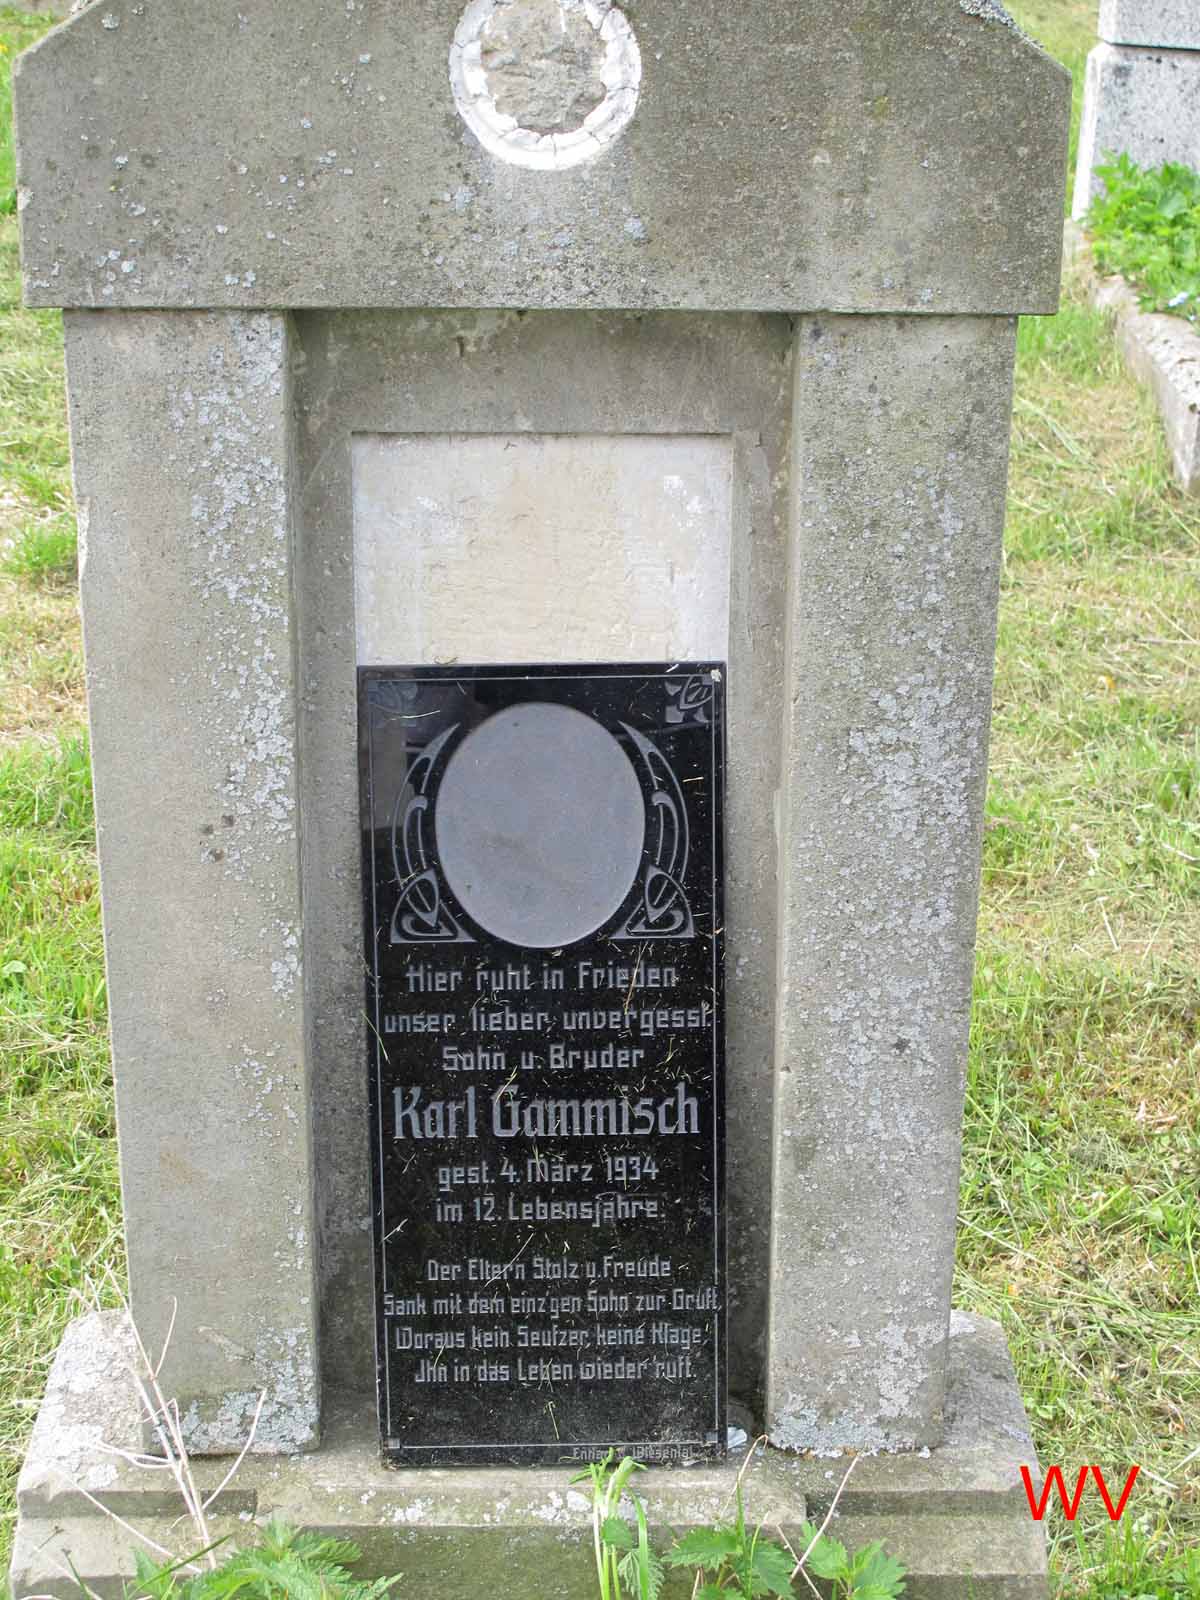 Hier ruht in Frieden
unser lieber, unvergessl.
Sohn u. Bruder
Karl Gammisch
gest. 4. März 1934
im 12. Lebensjahre.
Der Eltern Stolz u. Freude
Sank mit dem einz'gen Sohn zur Gruft,
Woraus kein Seufzer, keine Klage,
Jhn in das Leben wieder ruft.
Wiesental
WV